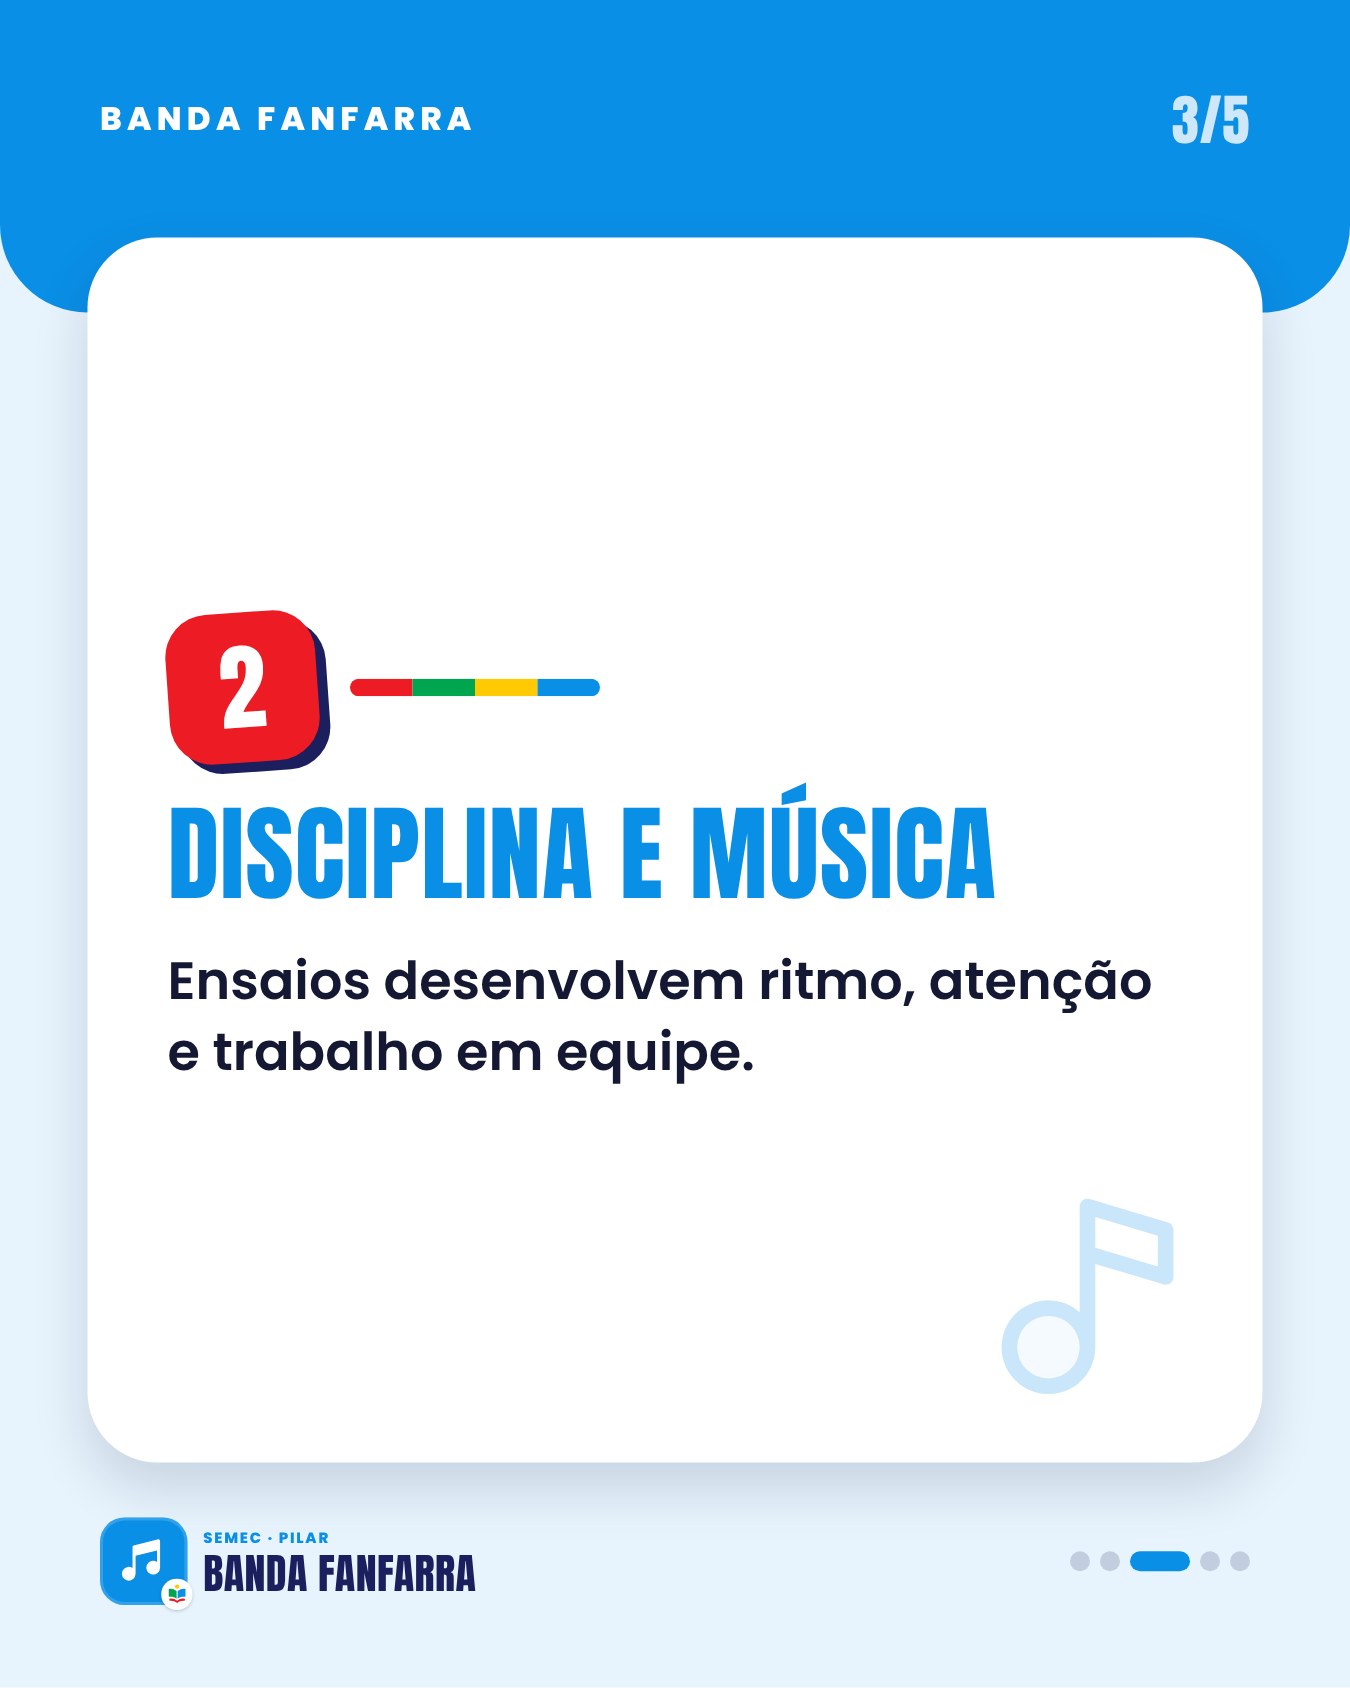 BANDA FANFARRA
3/5
2
DISCIPLINA E MÚSICA
Ensaios desenvolvem ritmo, atenção
e trabalho em equipe.
SEMEC · PILAR
BANDA FANFARRA